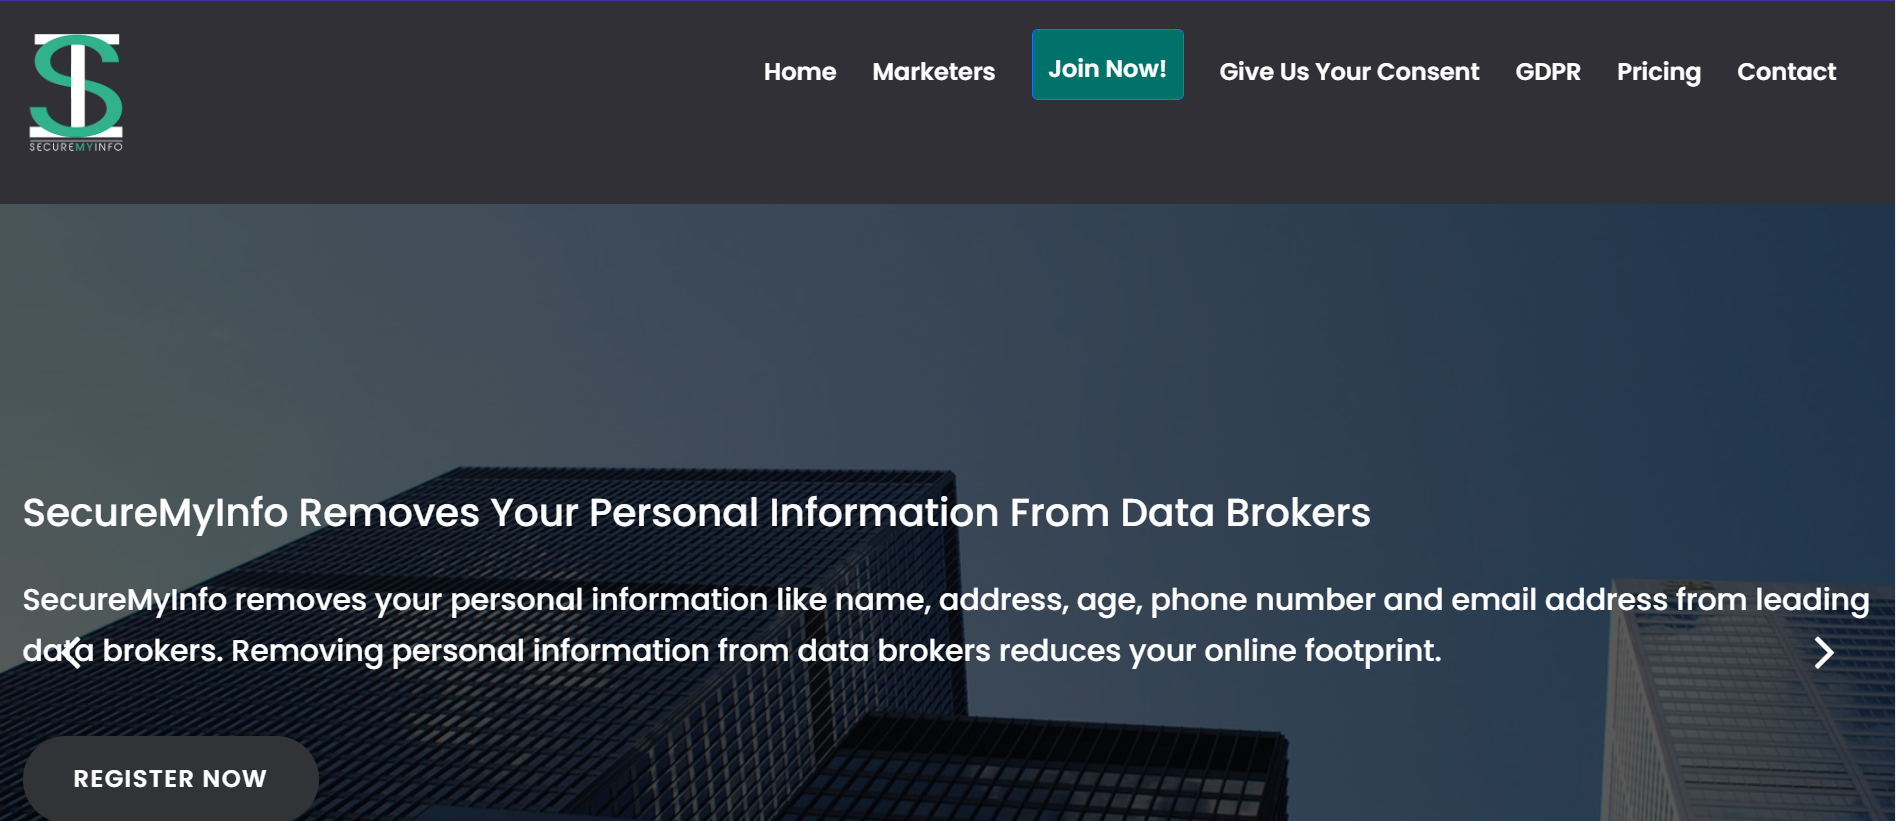 SECUREMYINFO
Home
Marketers
Join Now!
Give Us Your Consent
GDPR
Pricing
Contact
SecureMyInfo Removes Your Personal Information From Data Brokers
SecureMyInfo removes your personal information like name, address, age, phone number and email address from leading
data brokers. Removing personal information from data brokers reduces your online footprint.
REGISTER NOW